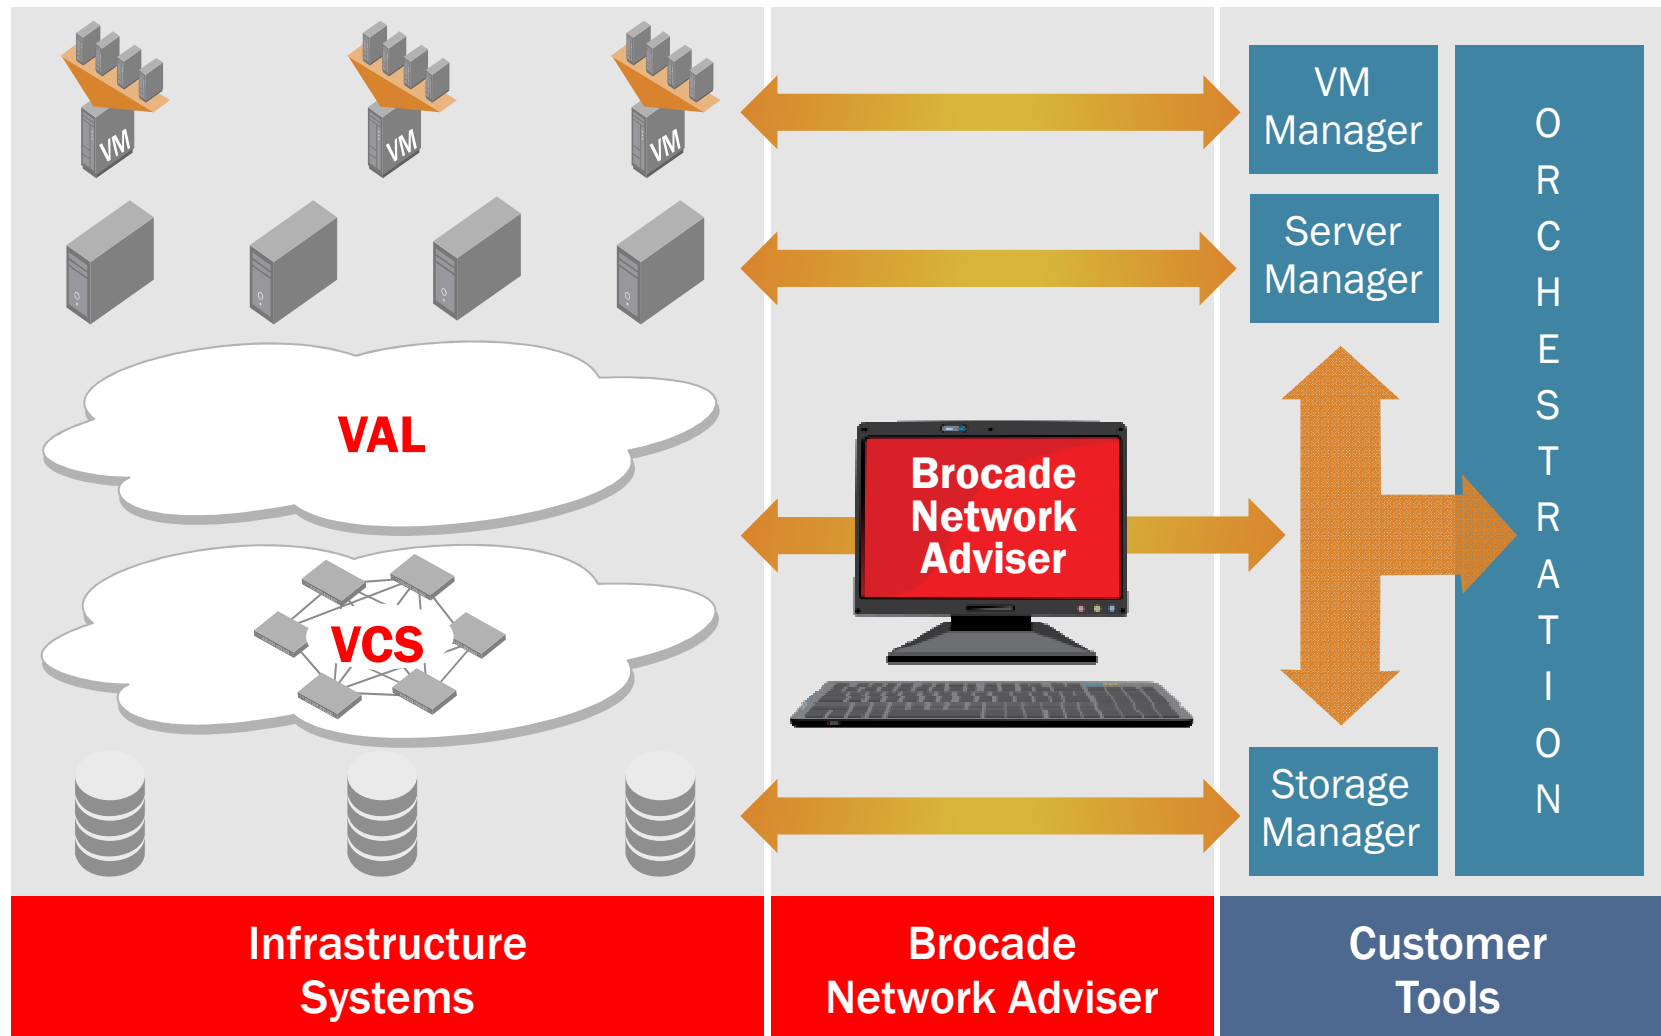 VM
VM
VM
VM
Manager
Server
Manager
VAL
Brocade
Network
Adviser
VCS
Storage
Manager
O
R
C
H
E
S
T
R
A
T
I
O
N
Infrastructure
Systems
Brocade
Network Adviser
Customer
Tools